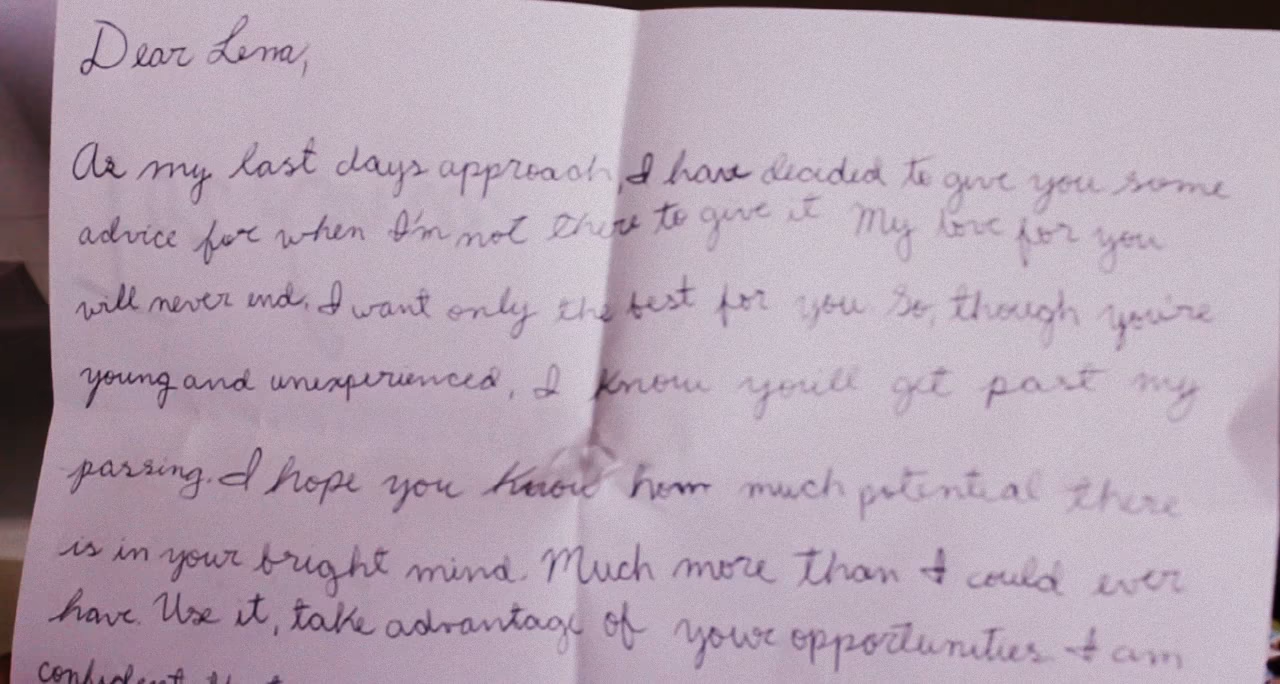 Dear Lena,
As my last days approach, I have decided to give you some
advice for when I'm not there to give it My love for you
will never end. I want only the best for you. So, though you're
young and unexperienced, I know you'll get past my
passing. I hope you know how much potential there
is in your bright mind. Much more than I could ever
have. Use it, take advantage of your opportunities. I am
confident